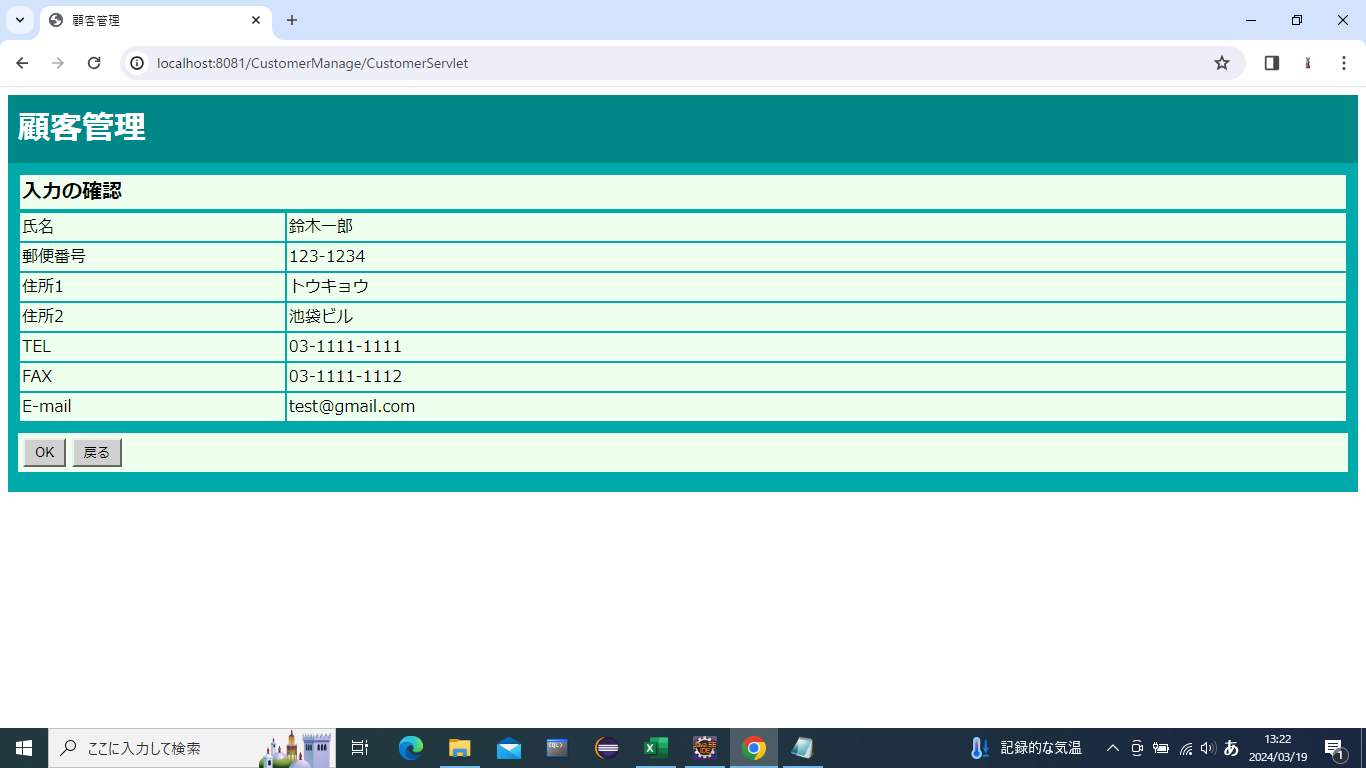 顧客管理
localhost:8081/CustomerManage/CustomerServlet
顧客管理
入力の確認
氏名 鈴木一郎
郵便番号 123-1234
住所1 トウキョウ
住所2 池袋ビル
TEL 03-1111-1111
FAX 03-1111-1112
E-mail test@gmail.com
OK 戻る
ここに入力して検索
記録的な気温
あ
13:22
2024/03/19
1